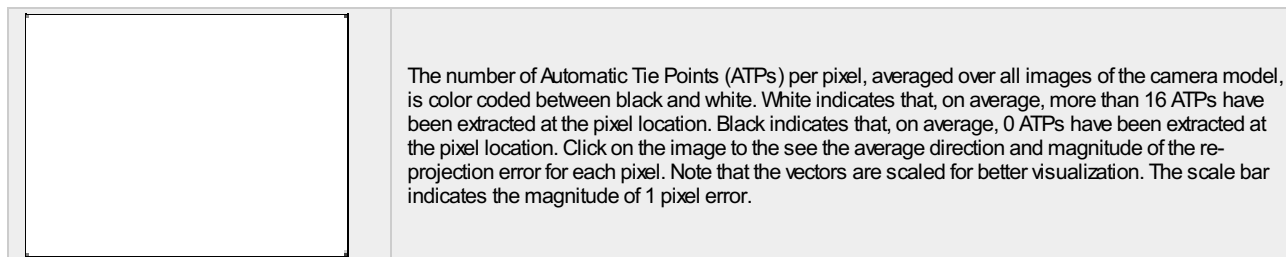 The number of Automatic Tie Points (ATPs) per pixel, averaged over all images of the camera model,
is color coded between black and white. White indicates that, on average, more than 16 ATPs have
been extracted at the pixel location. Black indicates that, on average, 0 ATPs have been extracted at
the pixel location. Click on the image to the see the average direction and magnitude of the re-
projection error for each pixel. Note that the vectors are scaled for better visualization. The scale bar
indicates the magnitude of 1 pixel error.